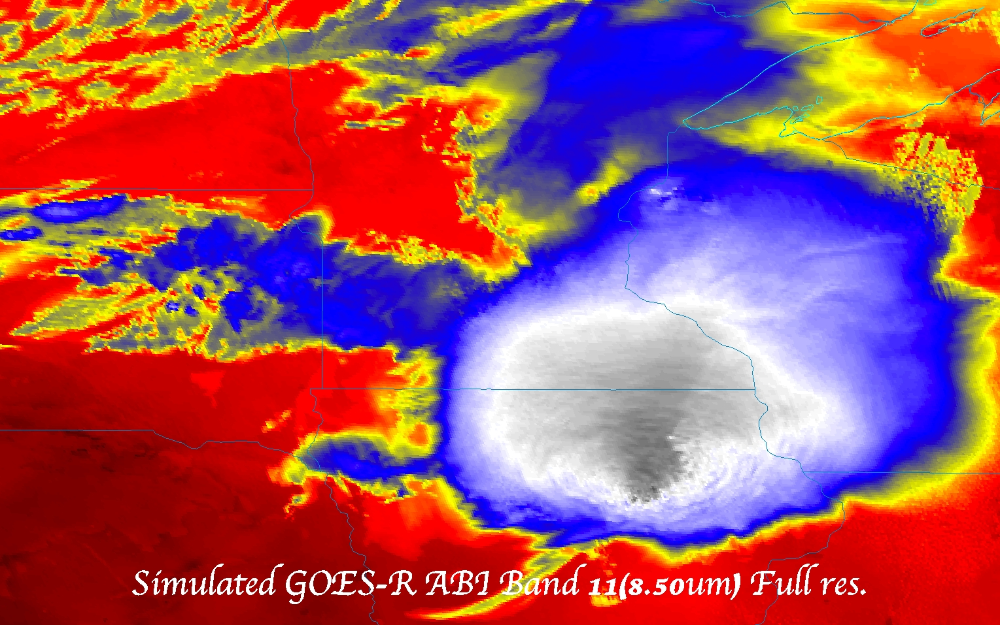 Simulated GOES-R ABI Band 11(8.50um) Full res.